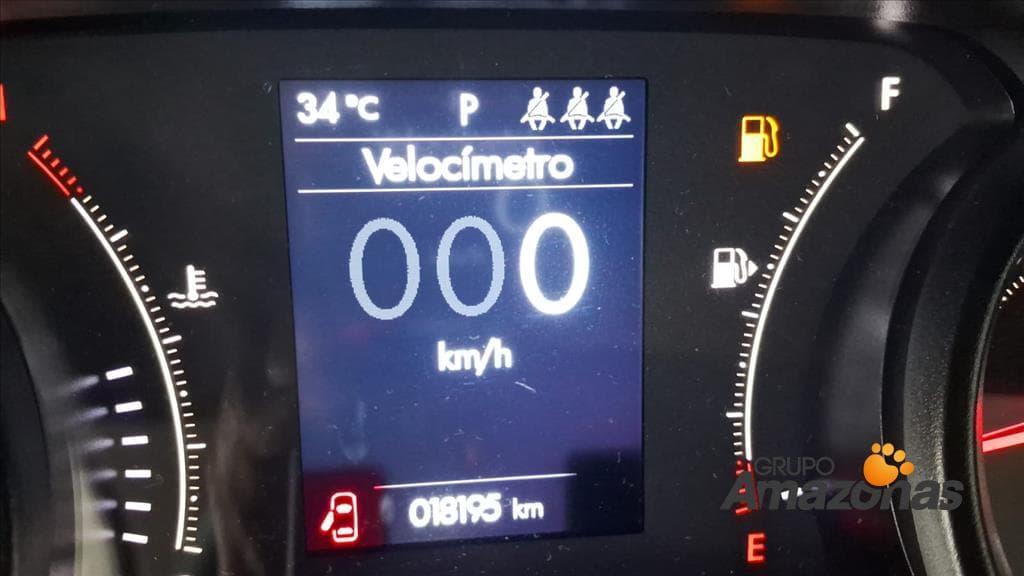 34 °C P
Velocímetro
000
km/h
018195 km
F
E
GRUPO
Amazonas